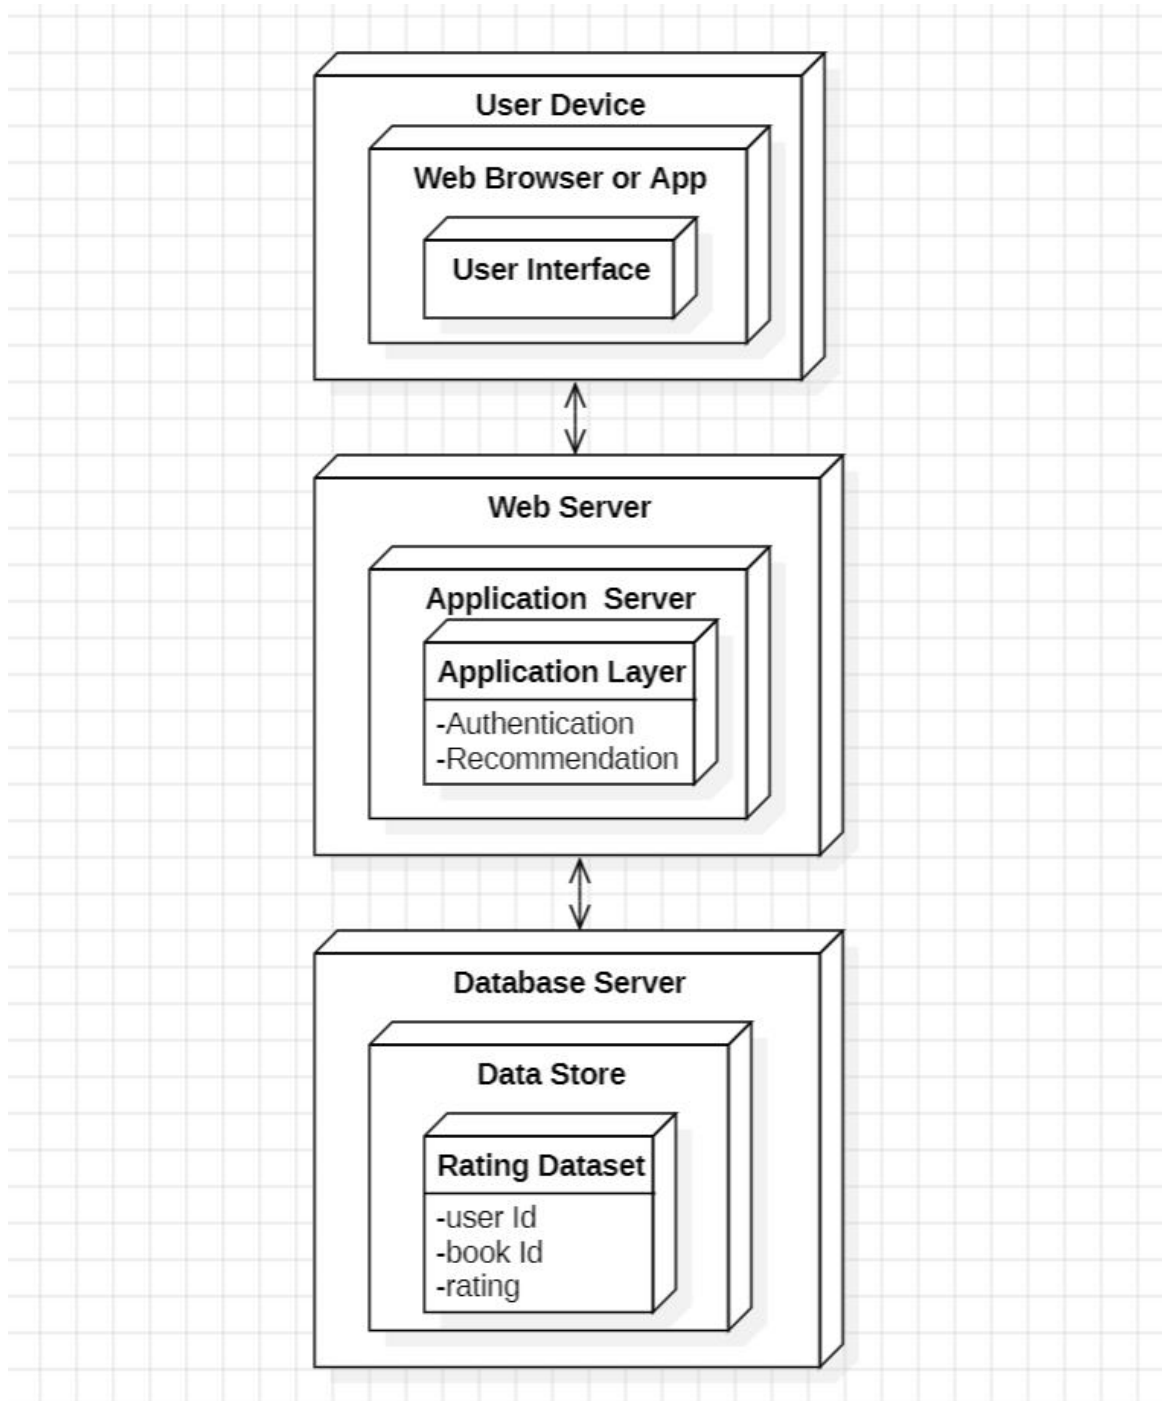 User Device
Web Browser or App
User Interface
Web Server
Application  Server
Application Layer
-Authentication
-Recommendation
Database Server
Data Store
Rating Dataset
-user Id
-book Id
-rating